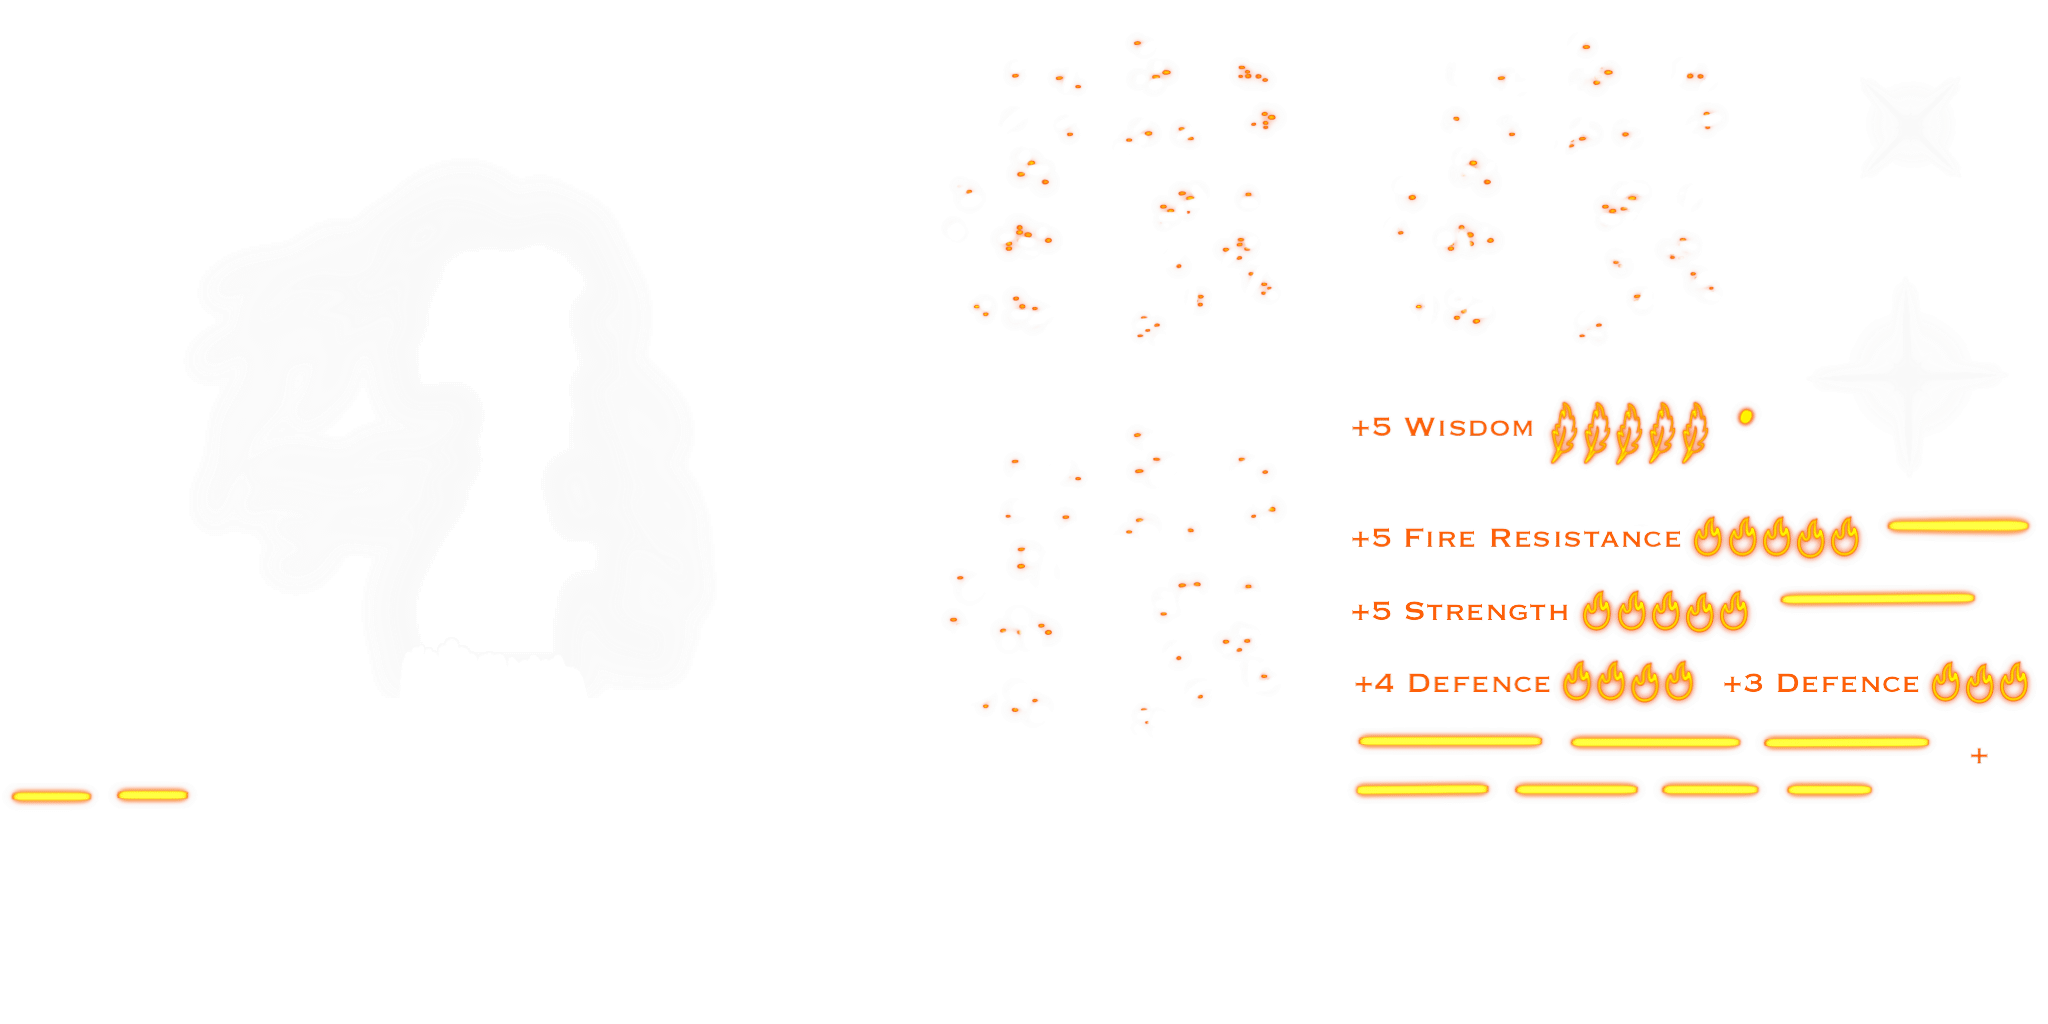 +5 Wisdom
+5 Fire Resistance
+5 Strength
+4 Defence +3 Defence
+